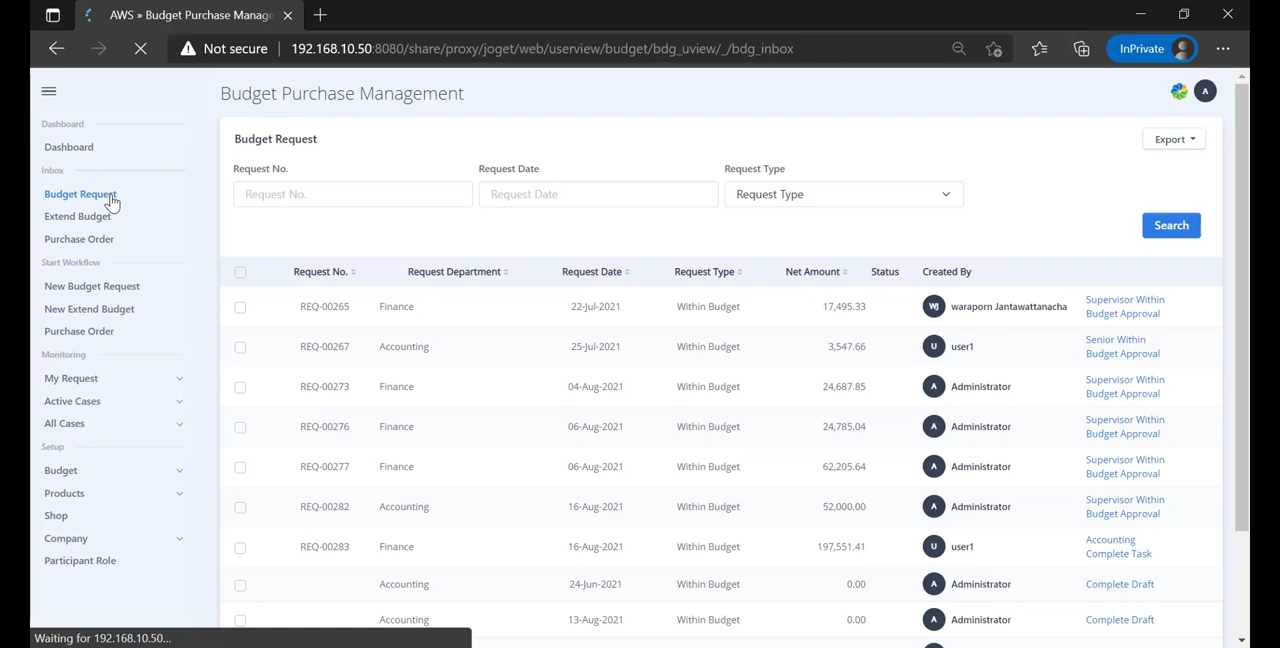 AWS » Budget Purchase Manage
Not secure 192.168.10.50:8080/share/proxy/joget/web/userview/budget/bdg_uview/_/bdg_inbox InPrivate
Budget Purchase Management A
Dashboard
Dashboard
Inbox
Budget Request
Extend Budget
Purchase Order
Start Workflow
New Budget Request
New Extend Budget
Purchase Order
Monitoring
My Request
Active Cases
All Cases
Setup
Budget
Products
Shop
Company
Participant Role
Budget Request Export
Request No. Request Date Request Type
Request No. Request Date Request Type
Search
Request No. Request Department Request Date Request Type Net Amount Status Created By
REQ-00265 Finance 22-Jul-2021 Within Budget 17,495.33 WJ waraporn Jantawattanacha Supervisor Within
Budget Approval
REQ-00267 Accounting 25-Jul-2021 Within Budget 3,547.66 U user1 Senior Within
Budget Approval
REQ-00273 Finance 04-Aug-2021 Within Budget 24,687.85 A Administrator Supervisor Within
Budget Approval
REQ-00276 Finance 06-Aug-2021 Within Budget 24,785.04 A Administrator Supervisor Within
Budget Approval
REQ-00277 Finance 06-Aug-2021 Within Budget 62,205.64 A Administrator Supervisor Within
Budget Approval
REQ-00282 Accounting 16-Aug-2021 Within Budget 52,000.00 A Administrator Supervisor Within
Budget Approval
REQ-00283 Finance 16-Aug-2021 Within Budget 197,551.41 U user1 Accounting
Complete Task
Accounting 24-Jun-2021 Within Budget 0.00 A Administrator Complete Draft
Accounting 13-Aug-2021 Within Budget 0.00 A Administrator Complete Draft
Waiting for 192.168.10.50...